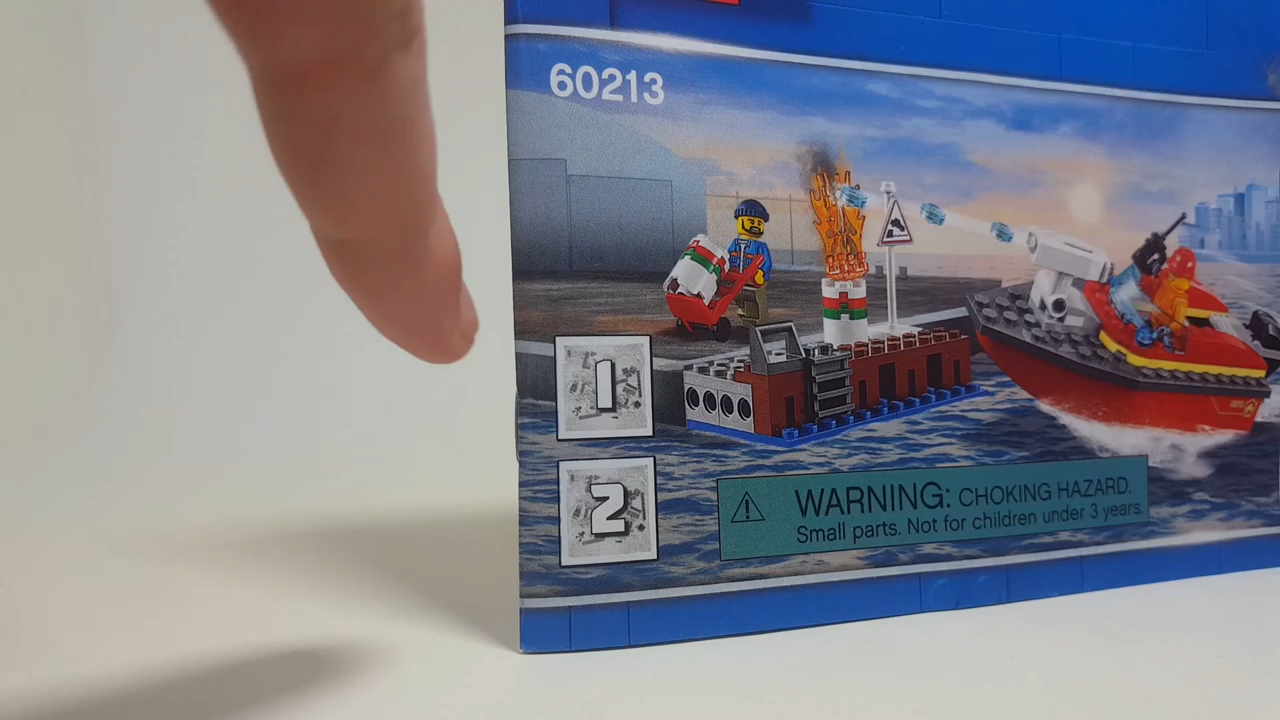 60213
1
2
WARNING: CHOKING HAZARD.
Small parts. Not for children under 3 years.